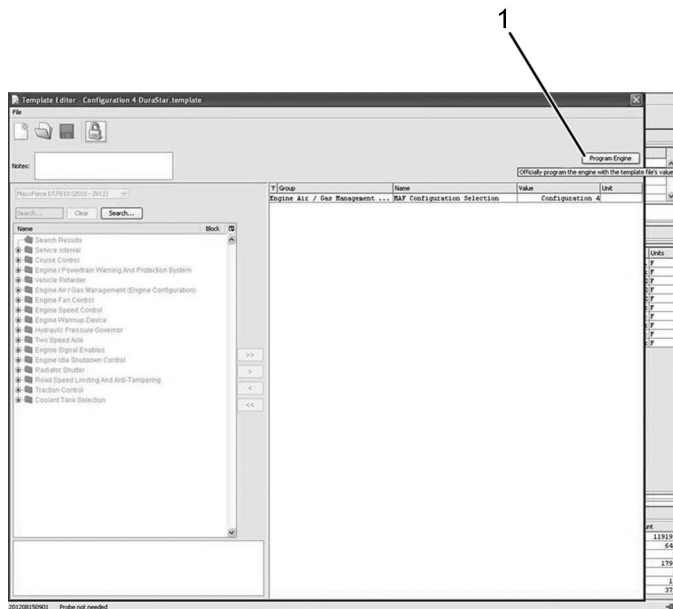 1
Template Editor - Configuration 4-DuraStar.template
File
Notes:
Program Engine
Officially program the engine with the template file's value
MaxxForce DT/9/10 (2010 - 2012)
Search... Clear Search...
Name Block
Search Results
Service Interval
Cruise Control
Engine / Powertrain Warning And Protection System
Vehicle Retarder
Engine Air / Gas Management (Engine Configuration)
Engine Fan Control
Engine Speed Control
Engine Warmup Device
Hydraulic Pressure Governor
Two Speed Axle
Engine Signal Enables
Engine Idle Shutdown Control
Radiator Shutter
Road Speed Limiting And Anti-Tampering
Traction Control
Coolant Tank Selection
>>
>
<
<<
Y Group Name Value Unit
Engine Air / Gas Management ... MAF Configuration Selection Configuration 4
Units
F
F
F
F
F
F
F
F
F
unt
11919
64
179
1
37
201208150901 Probe not needed